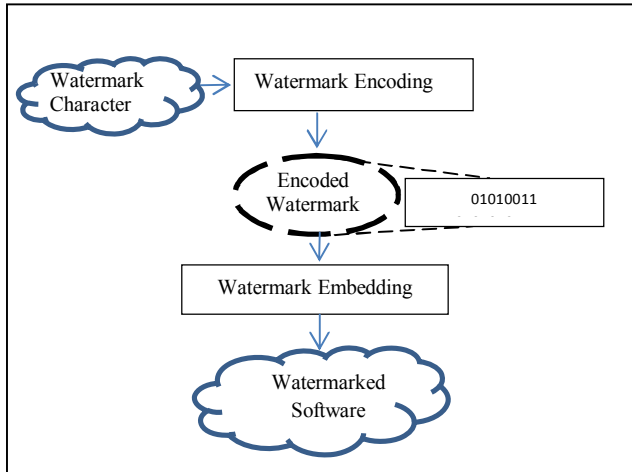 Watermark
Character
Watermark Encoding
Encoded
Watermark
01010011
Watermark Embedding
Watermarked
Software